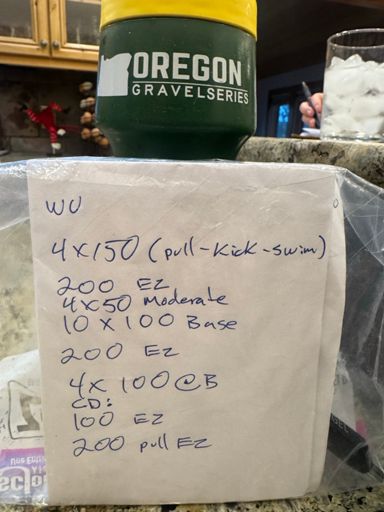 OREGON
GRAVELSERIES
WU
4x150 (pull-Kick-swim)
200 EZ
4x50 Moderate
10 x 100 Base
200 EZ
4x 100 @B
CD:
100 EZ
200 pull EZ